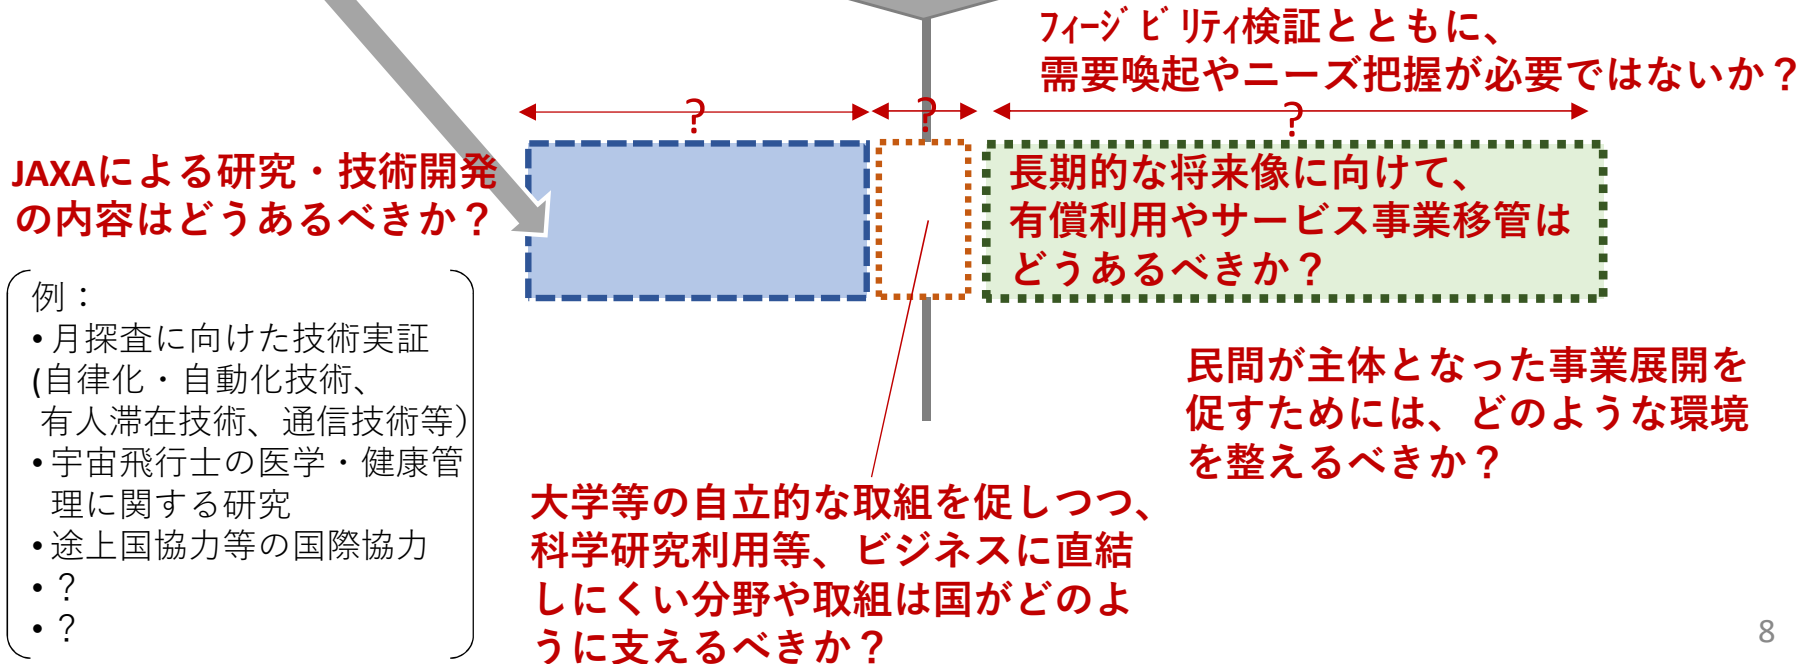 ﾌｨｰｼﾞﾋﾞﾘﾃｨ検証とともに、
需要喚起やニーズ把握が必要ではないか？
?
?
?
JAXAによる研究・技術開発
の内容はどうあるべきか？
長期的な将来像に向けて、
有償利用やサービス事業移管は
どうあるべきか？
例：
• 月探査に向けた技術実証
(自律化・自動化技術、
有人滞在技術、通信技術等）
• 宇宙飛行士の医学・健康管
理に関する研究
• 途上国協力等の国際協力
• ？
• ？
民間が主体となった事業展開を
促すためには、どのような環境
を整えるべきか？
大学等の自立的な取組を促しつつ、
科学研究利用等、ビジネスに直結
しにくい分野や取組は国がどのよ
うに支えるべきか？
8